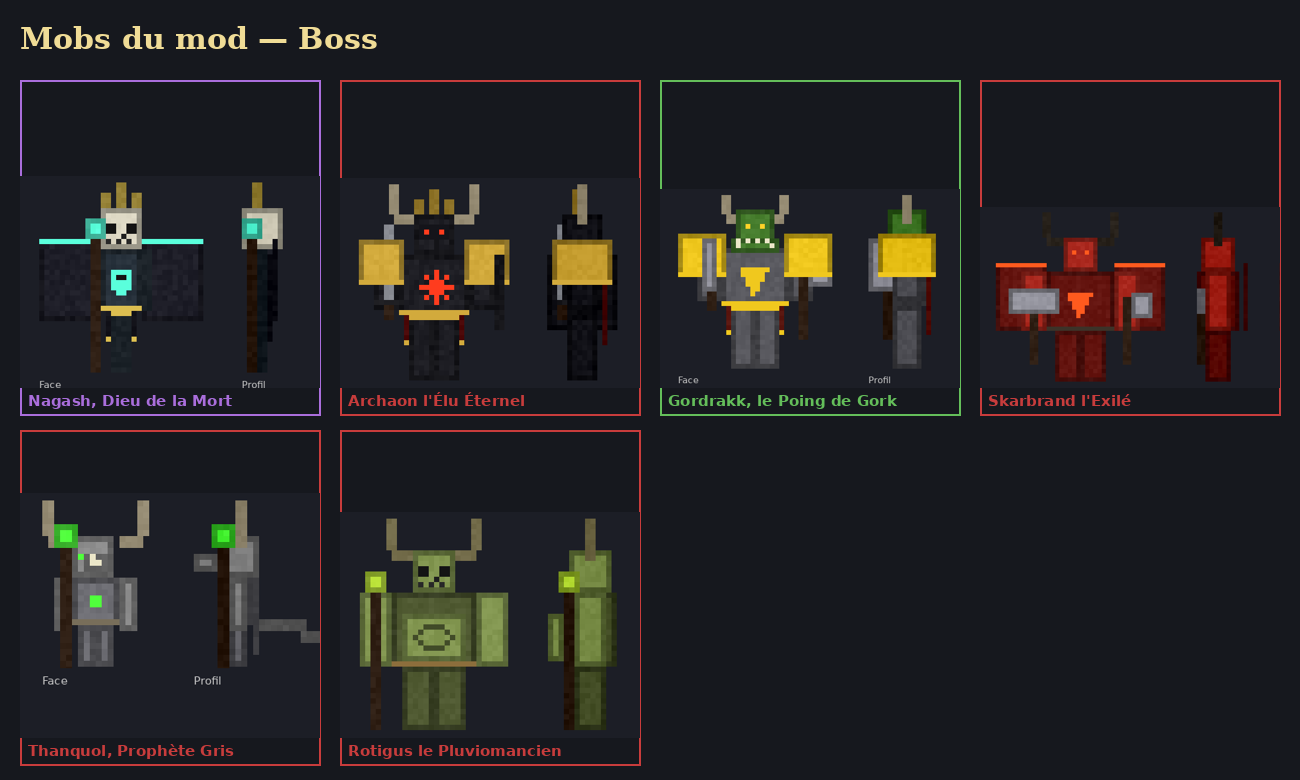 Mobs du mod — Boss
Face
Profil
Nagash, Dieu de la Mort
Archaon l'Élu Éternel
Face
Profil
Gordrakk, le Poing de Gork
Skarbrand l'Exilé
Face
Profil
Thanquol, Prophète Gris
Rotigus le Pluviomancien